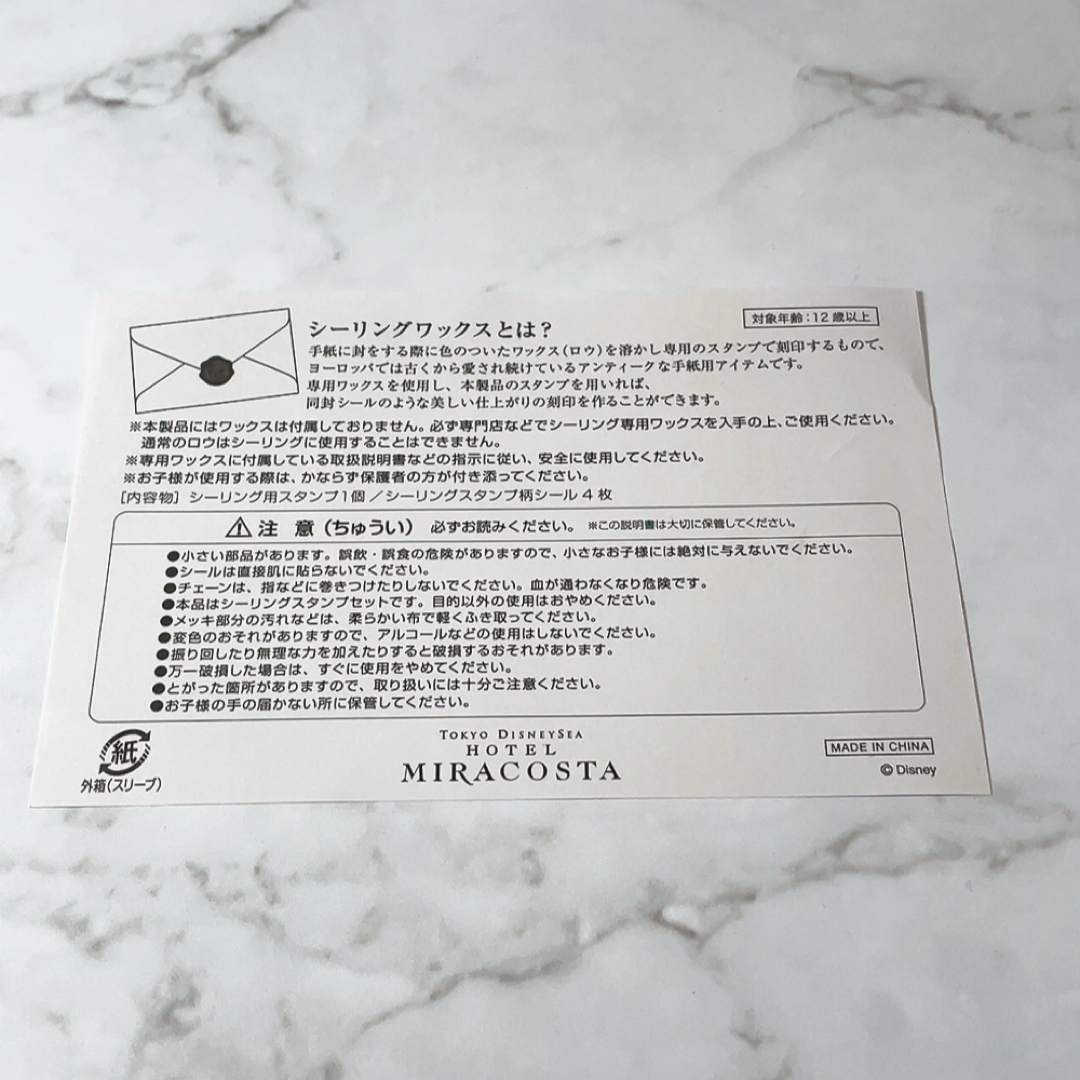 対象年齢:12歳以上
シーリングワックスとは?
手紙に封をする際に色のついたワックス(ロウ)を溶かし専用のスタンプで刻印するもので、
ヨーロッパでは古くから愛され続けているアンティークな手紙用アイテムです。
専用ワックスを使用し、本製品のスタンプを用いれば、
同封シールのような美しい仕上がりの刻印を作ることができます。
※本製品にはワックスは付属しておりません。必ず専門店などでシーリング専用ワックスを入手の上、ご使用ください。
通常のロウはシーリングに使用することはできません。
※専用ワックスに付属している取扱説明書などの指示に従い、安全に使用してください。
※お子様が使用する際は、かならず保護者の方が付き添ってください。
[内容物] シーリング用スタンプ1個/シーリングスタンプ柄シール4枚
注 意(ちゅうい) 必ずお読みください。 ※この説明書は大切に保管してください。
●小さい部品があります。誤飲・誤食の危険がありますので、小さなお子様には絶対に与えないでください。
●シールは直接肌に貼らないでください。
●チェーンは、指などに巻きつけたりしないでください。血が通わなくなり危険です。
●本品はシーリングスタンプセットです。目的以外の使用はおやめください。
●メッキ部分の汚れなどは、柔らかい布で軽くふき取ってください。
●変色のおそれがありますので、アルコールなどの使用はしないでください。
●振り回したり無理な力を加えたりすると破損するおそれがあります。
●万一破損した場合は、すぐに使用をやめてください。
●とがった箇所がありますので、取り扱いには十分ご注意ください。
●お子様の手の届かない所に保管してください。
紙
外箱(スリーブ)
TOKYO DISNEYSEA
HOTEL
MIRACOSTA
MADE IN CHINA
© Disney